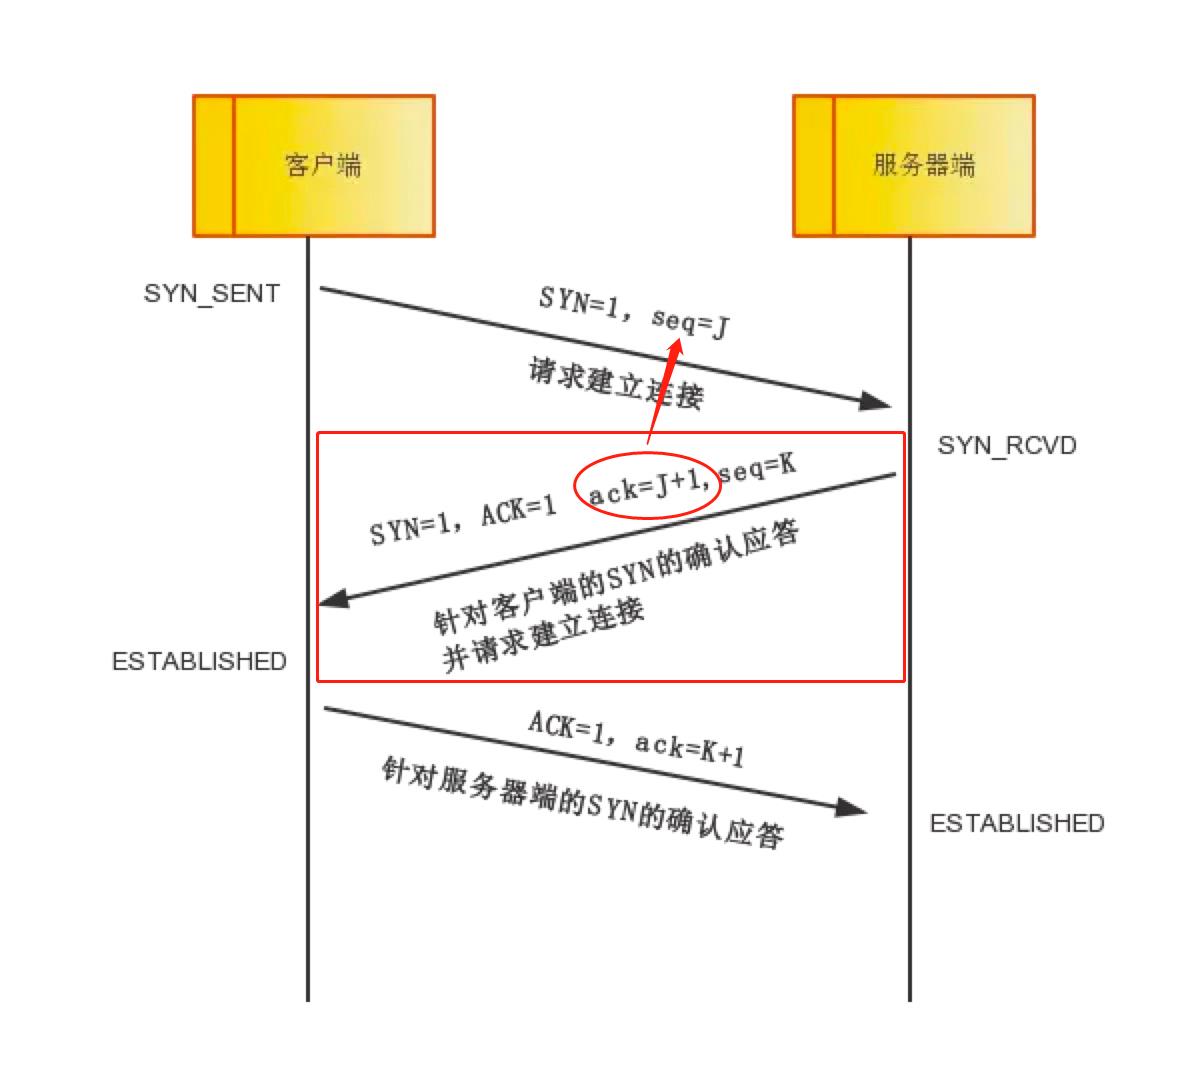 客户端
服务器端
SYN_SENT
SYN=1, seq=J
请求建立连接
SYN_RCVD
SYN=1, ACK=1 ack=J+1,seq=K
针对客户端的SYN的确认应答
并请求建立连接
ESTABLISHED
ACK=1, ack=K+1
针对服务器端的SYN的确认应答
ESTABLISHED